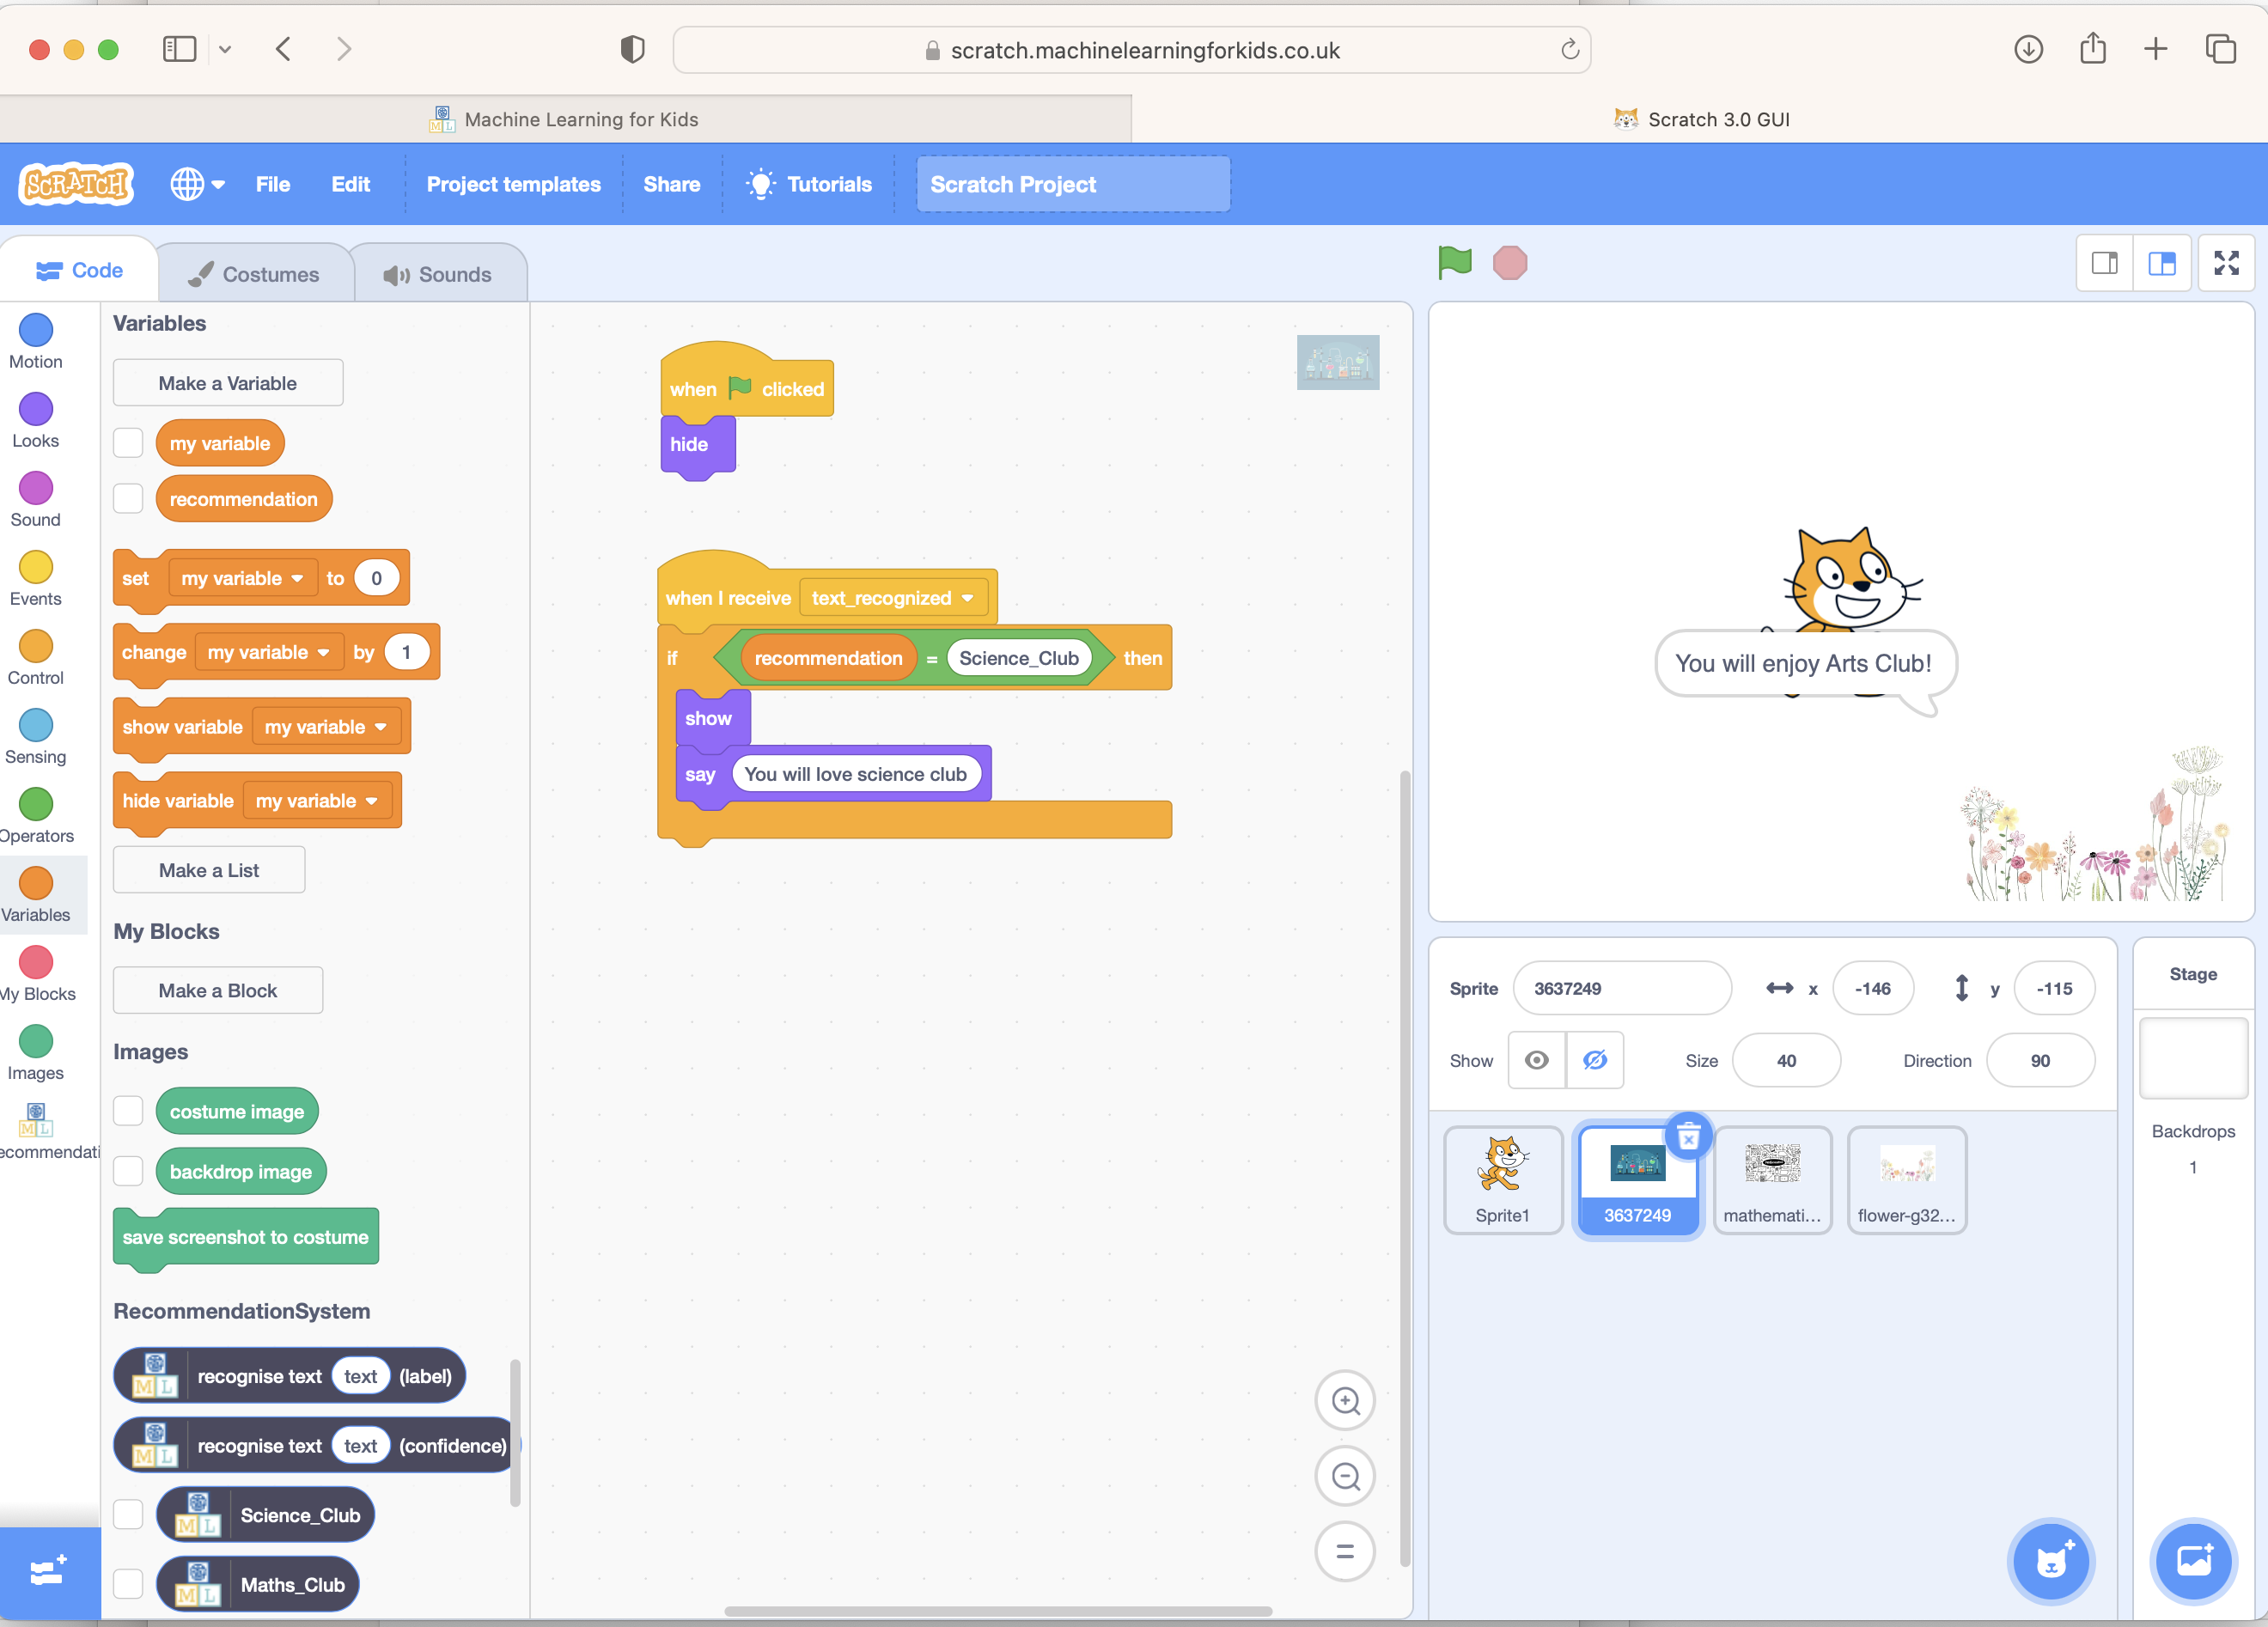 scratch.machinelearningforkids.co.uk
Machine Learning for Kids
Scratch 3.0 GUI
SCRATCH
File
Edit
Project templates
Share
Tutorials
Scratch Project
Code
Costumes
Sounds
Motion
Looks
Sound
Events
Control
Sensing
Operators
Variables
My Blocks
Images
ecommendati
Variables
Make a Variable
my variable
recommendation
set my variable to 0
change my variable by 1
show variable my variable
hide variable my variable
Make a List
My Blocks
Make a Block
Images
costume image
backdrop image
save screenshot to costume
RecommendationSystem
ML recognise text text (label)
ML recognise text text (confidence)
ML Science_Club
ML Maths_Club
when clicked
hide
when I receive text_recognized
if recommendation = Science_Club then
show
say You will love science club
You will enjoy Arts Club!
Sprite 3637249 x -146 y -115
Show Size 40 Direction 90
Sprite1
3637249
mathemati...
flower-g32...
Stage
Backdrops
1